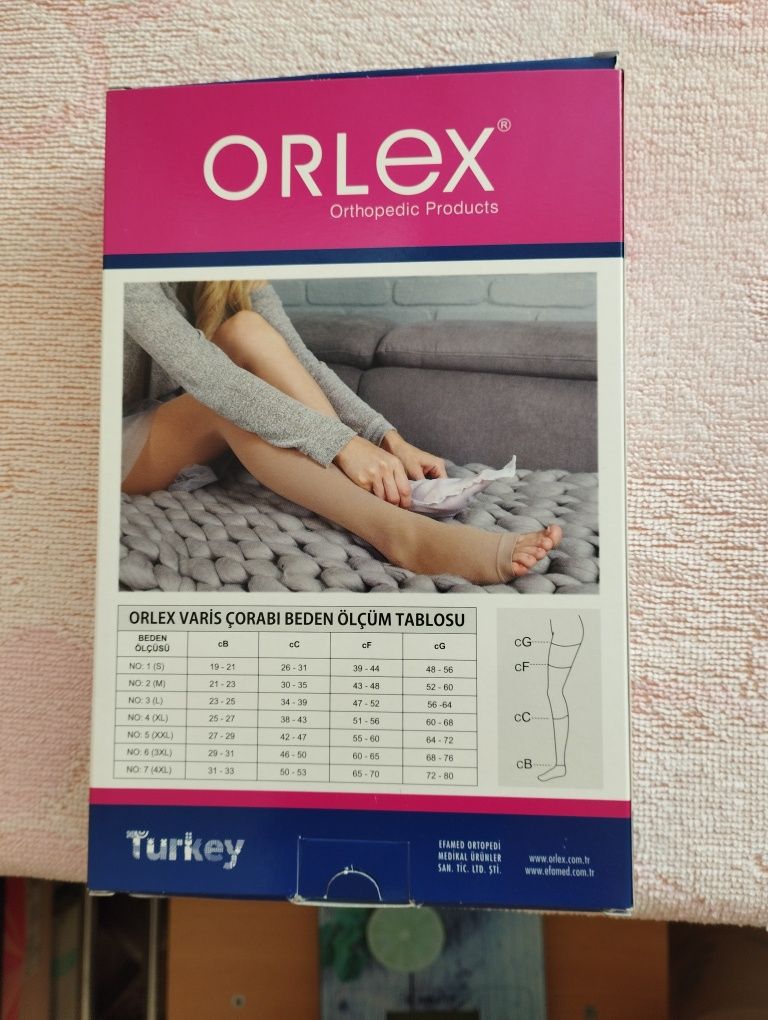 ORLEX®
Orthopedic Products
ORLEX VARİS ÇORABI BEDEN ÖLÇÜM TABLOSU
BEDEN ÖLÇÜSÜ cB cC cF cG
NO: 1 (S) 19 - 21 26 - 31 39 - 44 48 - 56
NO: 2 (M) 21 - 23 30 - 35 43 - 48 52 - 60
NO: 3 (L) 23 - 25 34 - 39 47 - 52 56 -64
NO: 4 (XL) 25 - 27 38 - 43 51 - 56 60 - 68
NO: 5 (XXL) 27 - 29 42 - 47 55 - 60 64 - 72
NO: 6 (3XL) 29 - 31 46 - 50 60 - 65 68 - 76
NO: 7 (4XL) 31 - 33 50 - 53 65 - 70 72 - 80
cG
cF
cC
cB
Turkey
EFAMED ORTOPEDİ
MEDİKAL ÜRÜNLER
SAN. TİC. LTD. ŞTİ.
www.orlex.com.tr
www.efamed.com.tr